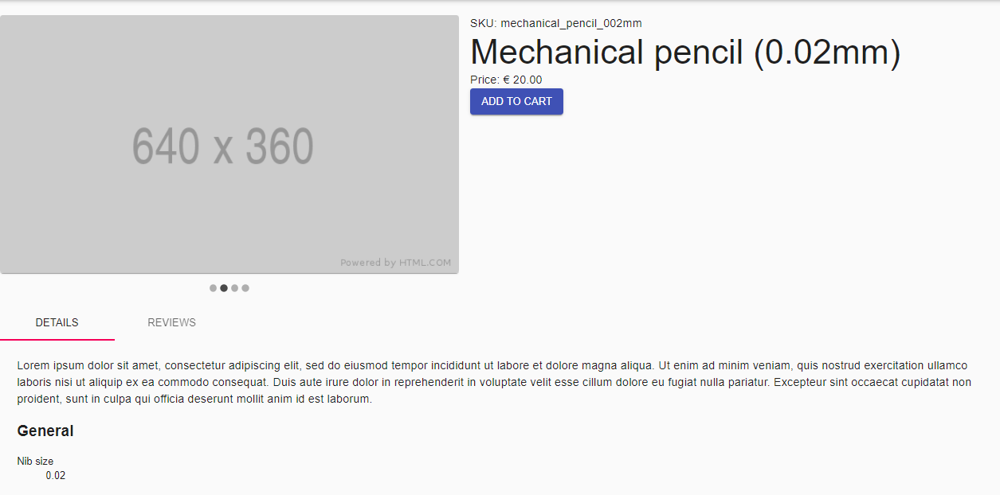 SKU: mechanical_pencil_002mm
Mechanical pencil (0.02mm)
Price: € 20.00
ADD TO CART
640 x 360
Powered by HTML.COM
DETAILS
REVIEWS
Lorem ipsum dolor sit amet, consectetur adipiscing elit, sed do eiusmod tempor incididunt ut labore et dolore magna aliqua. Ut enim ad minim veniam, quis nostrud exercitation ullamco
laboris nisi ut aliquip ex ea commodo consequat. Duis aute irure dolor in reprehenderit in voluptate velit esse cillum dolore eu fugiat nulla pariatur. Excepteur sint occaecat cupidatat non
proident, sunt in culpa qui officia deserunt mollit anim id est laborum.
General
Nib size
0.02